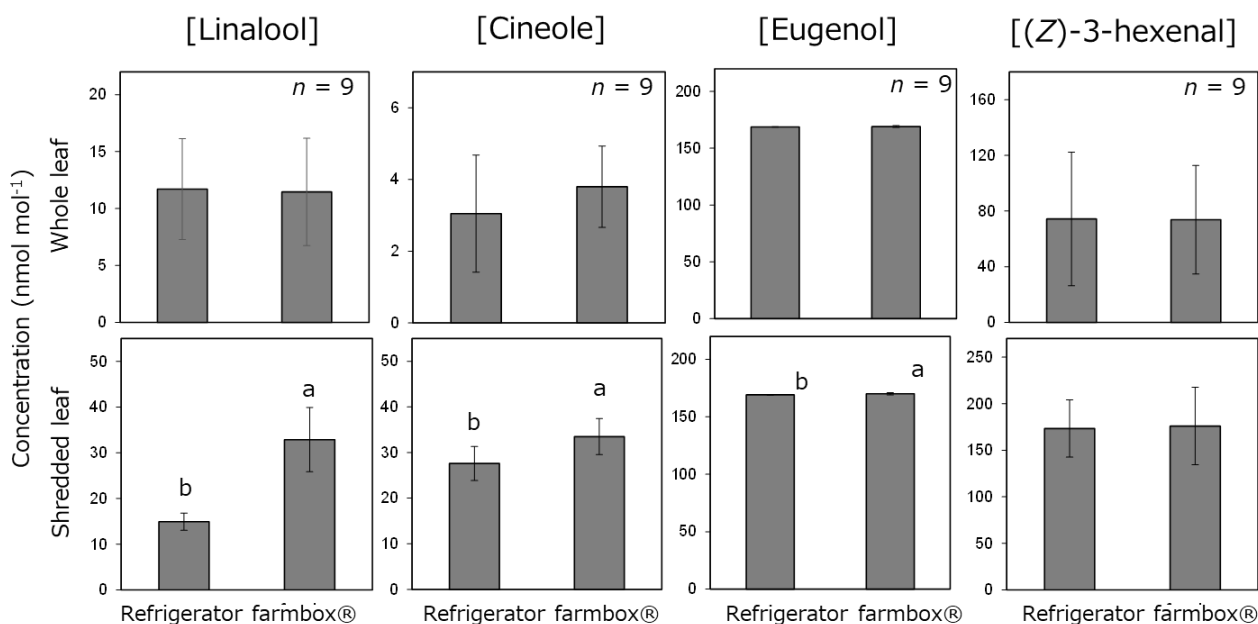 [Linalool]
[Cineole]
[Eugenol]
[(Z)-3-hexenal]
Concentration (nmol mol-1)
Whole leaf
n = 9
20
15
10
5
0
n = 9
6
4
2
0
n = 9
200
150
100
50
0
n = 9
160
120
80
40
0
Shredded leaf
50
40
30
20
10
0
b
a
50
40
30
20
10
0
b
a
200
150
100
50
0
b
a
250
200
150
100
50
0
Refrigerator farmbox®
Refrigerator farmbox®
Refrigerator farmbox®
Refrigerator farmbox®